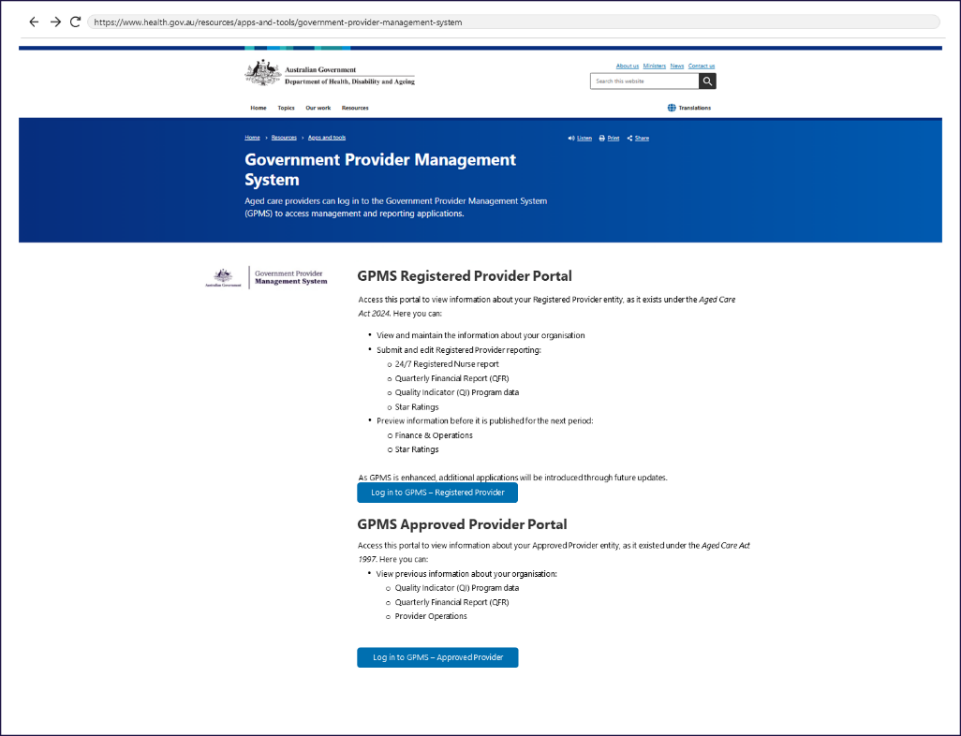 https://www.health.gov.au/resources/apps-and-tools/government-provider-management-system
Australian Government
Department of Health, Disability and Ageing
About us Ministers News Contact us
Search this website
Home Topics Our work Resources
Translations
Home › Resources › Apps and tools
Listen Print Share
Government Provider Management
System
Aged care providers can log in to the Government Provider Management System
(GPMS) to access management and reporting applications.
Australian Government
Government Provider
Management System
GPMS Registered Provider Portal
Access this portal to view information about your Registered Provider entity, as it exists under the Aged Care
Act 2024. Here you can:
• View and maintain the information about your organisation
• Submit and edit Registered Provider reporting:
o 24/7 Registered Nurse report
o Quarterly Financial Report (QFR)
o Quality Indicator (QI) Program data
o Star Ratings
• Preview information before it is published for the next period:
o Finance & Operations
o Star Ratings
As GPMS is enhanced, additional applications will be introduced through future updates.
Log in to GPMS – Registered Provider
GPMS Approved Provider Portal
Access this portal to view information about your Approved Provider entity, as it existed under the Aged Care Act
1997. Here you can:
• View previous information about your organisation:
o Quality Indicator (QI) Program data
o Quarterly Financial Report (QFR)
o Provider Operations
Log in to GPMS – Approved Provider